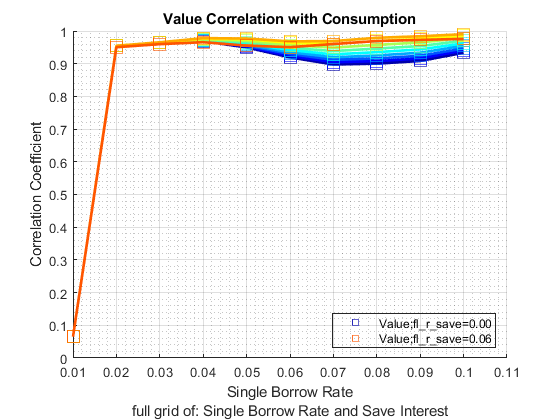 Value Correlation with Consumption
Correlation Coefficient
1
0.9
0.8
0.7
0.6
0.5
0.4
0.3
0.2
0.1
0
0.01 0.02 0.03 0.04 0.05 0.06 0.07 0.08 0.09 0.1 0.11
Value;fl_r_save=0.00
Value;fl_r_save=0.06
Single Borrow Rate
full grid of: Single Borrow Rate and Save Interest